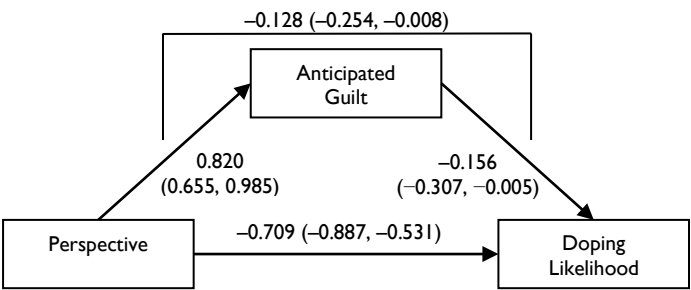 –0.128 (–0.254, –0.008)
Anticipated
Guilt
0.820
(0.655, 0.985)
–0.156
(−0.307, −0.005)
–0.709 (–0.887, –0.531)
Perspective
Doping
Likelihood